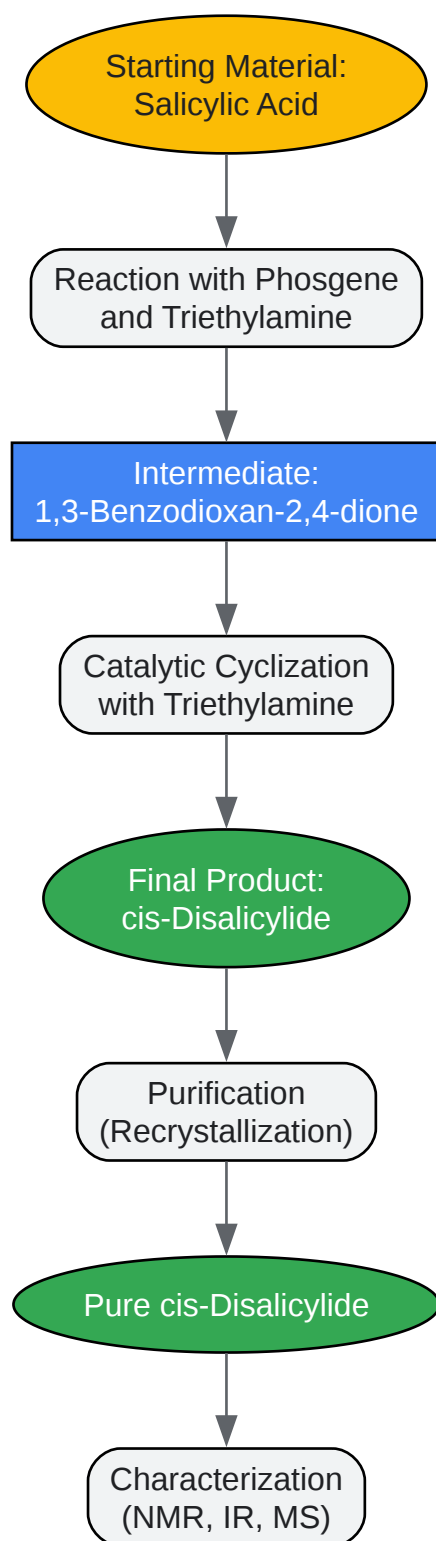 Starting Material:
Salicylic Acid
Reaction with Phosgene
and Triethylamine
Intermediate:
1,3-Benzodioxan-2,4-dione
Catalytic Cyclization
with Triethylamine
Final Product:
cis-Disalicylide
Purification
(Recrystallization)
Pure cis-Disalicylide
Characterization
(NMR, IR, MS)